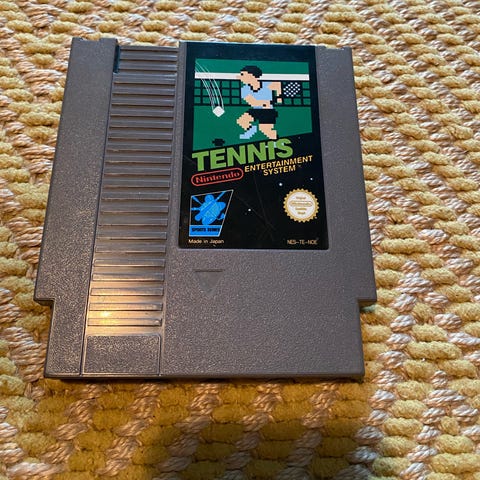 TENNIS
Nintendo ENTERTAINMENT
SYSTEM
SPORTS SERIES
Made in Japan
NES-TE-NOE